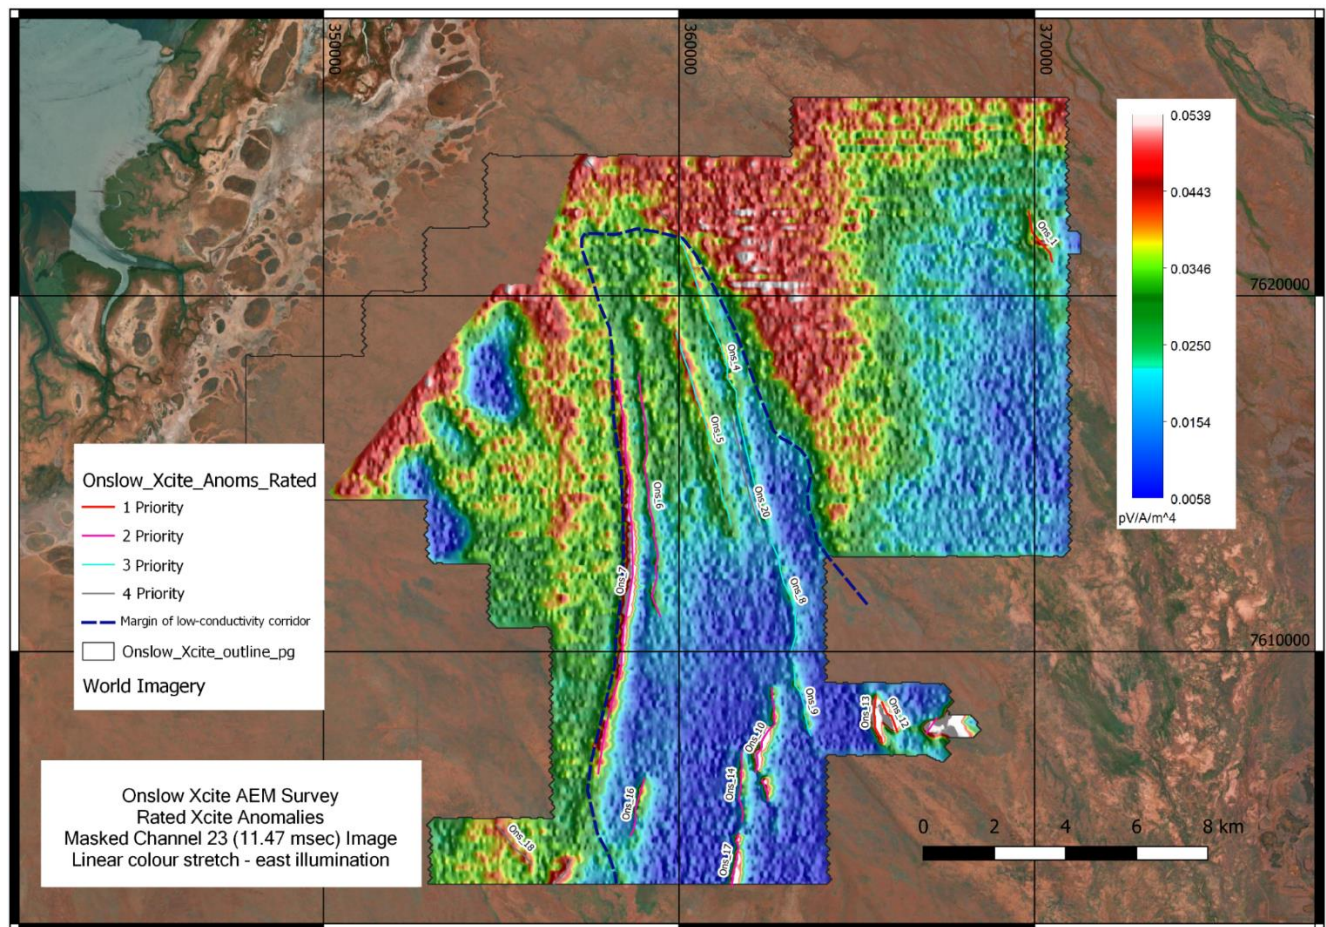 350000
360000
370000
0.0539
0.0443
0.0346
0.0250
0.0154
0.0058
pV/A/m^4
Ons_1
7620000
Ons_4
Ons_5
Onslow_Xcite_Anoms_Rated
1 Priority
2 Priority
3 Priority
4 Priority
Margin of low-conductivity corridor
Onslow_Xcite_outline_pg
World Imagery
Ons_6
Ons_20
Ons_7
Ons_8
7610000
Ons_9
Ons_13
Ons_12
Ons_10
Ons_14
Ons_16
Ons_18
Ons_17
Onslow Xcite AEM Survey
Rated Xcite Anomalies
Masked Channel 23 (11.47 msec) Image
Linear colour stretch - east illumination
0 2 4 6 8 km